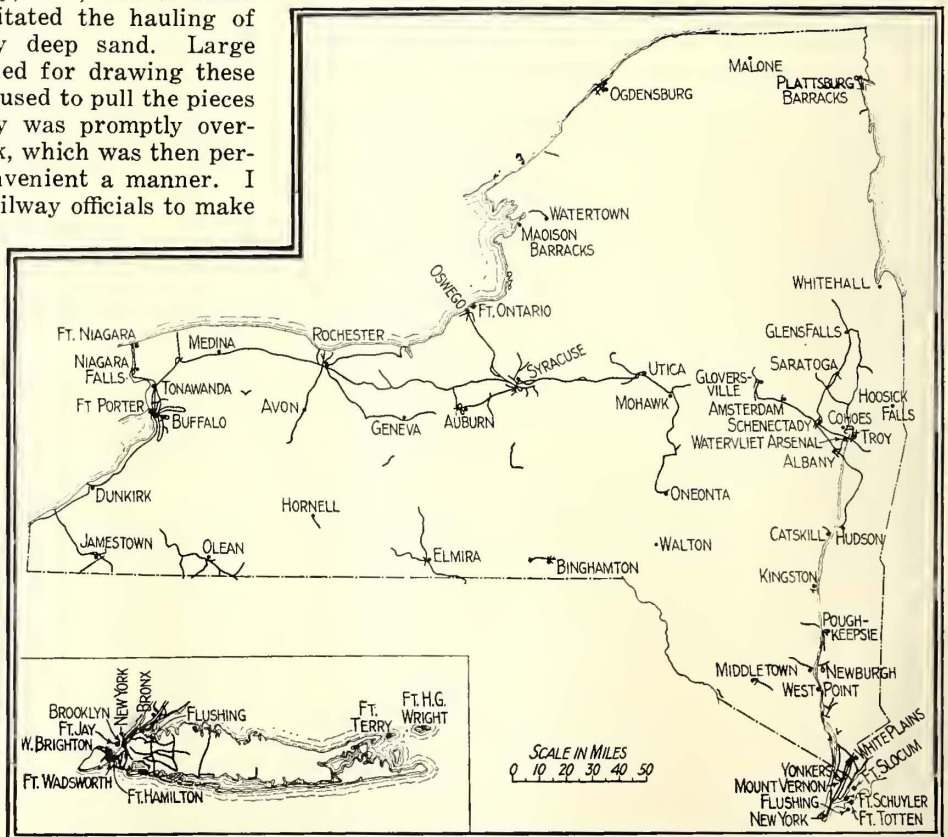 itated the hauling of
deep sand. Large
ed for drawing these
used to pull the pieces
y was promptly over-
k, which was then per-
nvenient a manner. I
ilway officials to make
MALONE
PLATTSBURG
BARRACKS
OGDENSBURG
WATERTOWN
MADISON
BARRACKS
OSWEGO
FT. ONTARIO
WHITEHALL
FT. NIAGARA
MEDINA
ROCHESTER
GLENS FALLS
NIAGARA
FALLS
SYRACUSE
UTICA
GLOVERS-
VILLE
SARATOGA
TONAWANDA
MOHAWK
AMSTERDAM
HOOSICK
FALLS
FT PORTER
BUFFALO
AVON
GENEVA
AUBURN
SCHENECTADY
COHOES
WATERVLIET ARSENAL
TROY
ALBANY
DUNKIRK
HORNELL
ONEONTA
JAMESTOWN
OLEAN
ELMIRA
BINGHAMTON
WALTON
CATSKILL
HUDSON
KINGSTON
POUGH-
KEEPSIE
MIDDLETOWN
NEWBURGH
WEST POINT
NEW YORK
BRONX
BROOKLYN
FLUSHING
FT. JAY
W. BRIGHTON
FT. WADSWORTH
FT. HAMILTON
FT.
TERRY
FT. H.G.
WRIGHT
SCALE IN MILES
0 10 20 30 40 50
WHITE PLAINS
YONKERS
FT. SLOCUM
MOUNT VERNON
FLUSHING
FT. SCHUYLER
NEW YORK
FT. TOTTEN